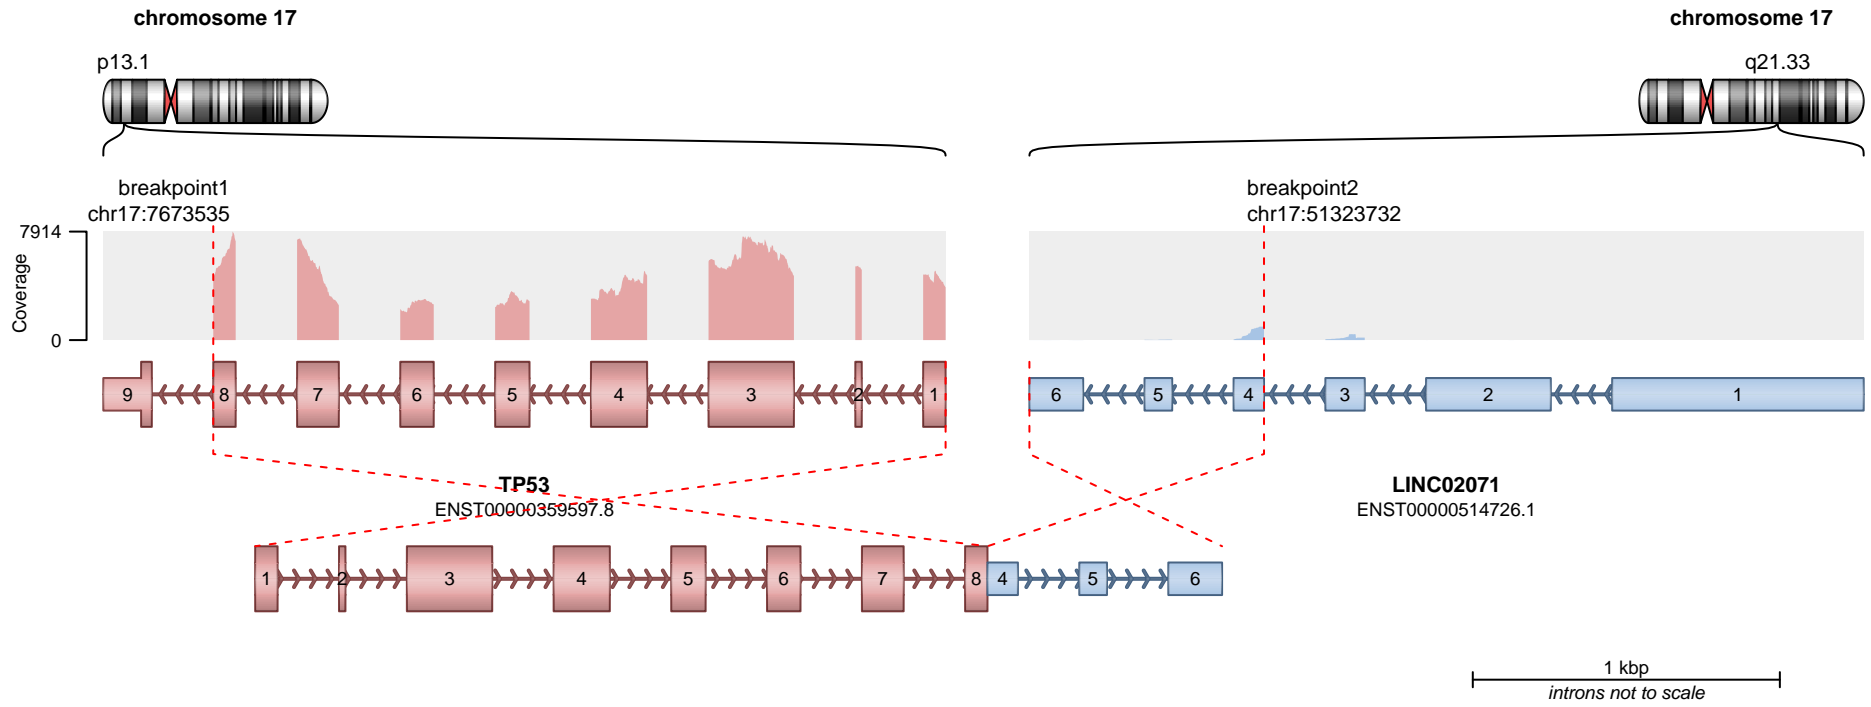 chromosome 17
chromosome 17
p13.1
q21.33
breakpoint1
chr17:7673535
breakpoint2
chr17:51323732
7914
Coverage
0
9 8 7 6 5 4 3 2 1
6 5 4 3 2 1
TP53
ENST00000359597.8
LINC02071
ENST00000514726.1
1 2 3 4 5 6 7 8 4 5 6
1 kbp
introns not to scale